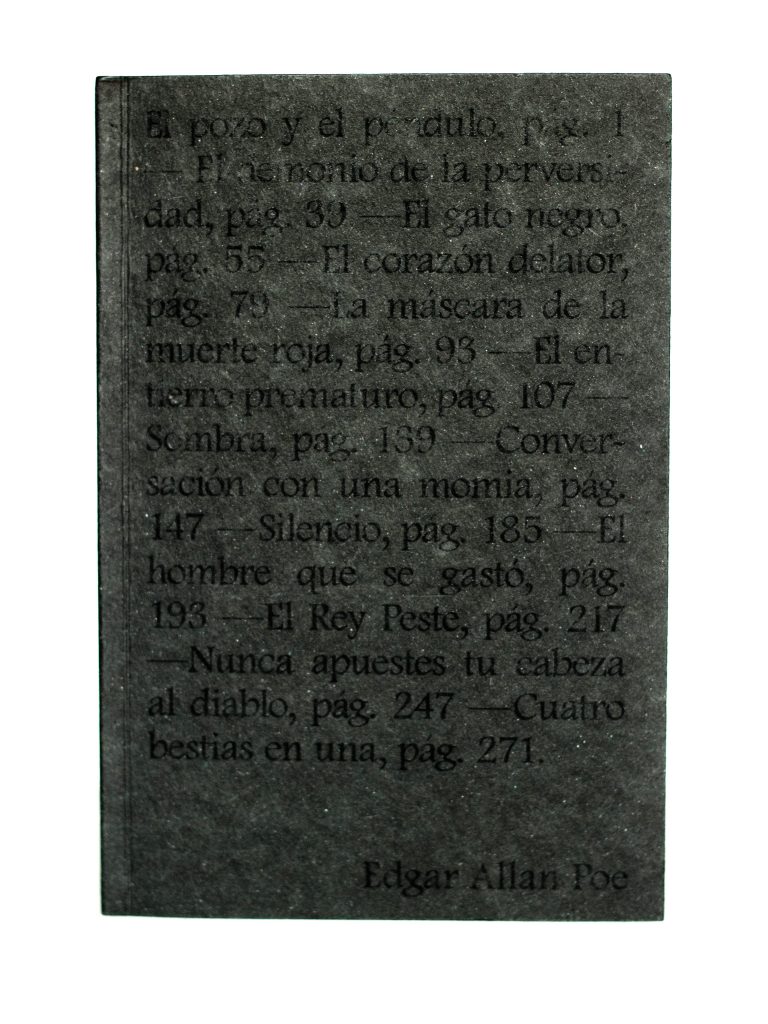 El pozo y el péndulo, pág. 1
— El demonio de la perversi-
dad, pág. 39 —El gato negro,
pág. 55 —El corazón delator,
pág. 79 —La máscara de la
muerte roja, pág. 93 —El en-
tierro prematuro, pág. 107 —
Sombra, pag. 139 —Conver-
sación con una momia, pág.
147 —Silencio, pág. 185 —El
hombre que se gastó, pág.
193 —El Rey Peste, pág. 217
—Nunca apuestes tu cabeza
al diablo, pág. 247 —Cuatro
bestias en una, pág. 271.
Edgar Allan Poe